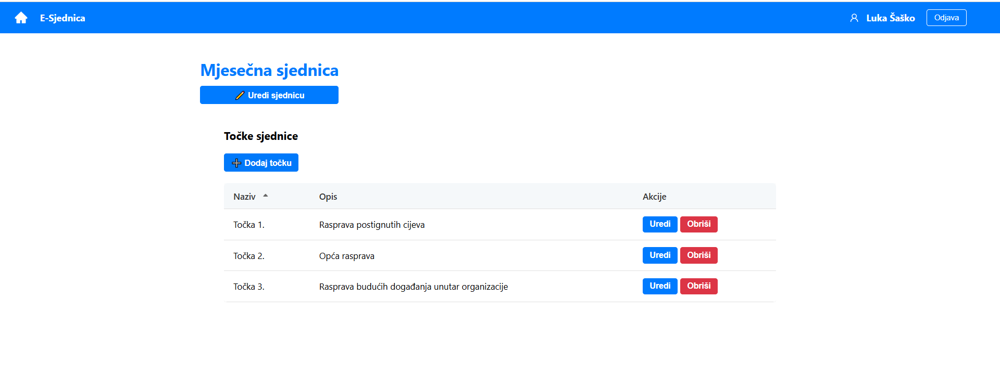 E-Sjednica Luka Šaško Odjava
Mjesečna sjednica
Uredi sjednicu
Točke sjednice
Dodaj točku
Naziv Opis Akcije
Točka 1. Rasprava postignutih cijeva Uredi Obriši
Točka 2. Opća rasprava Uredi Obriši
Točka 3. Rasprava budućih događanja unutar organizacije Uredi Obriši